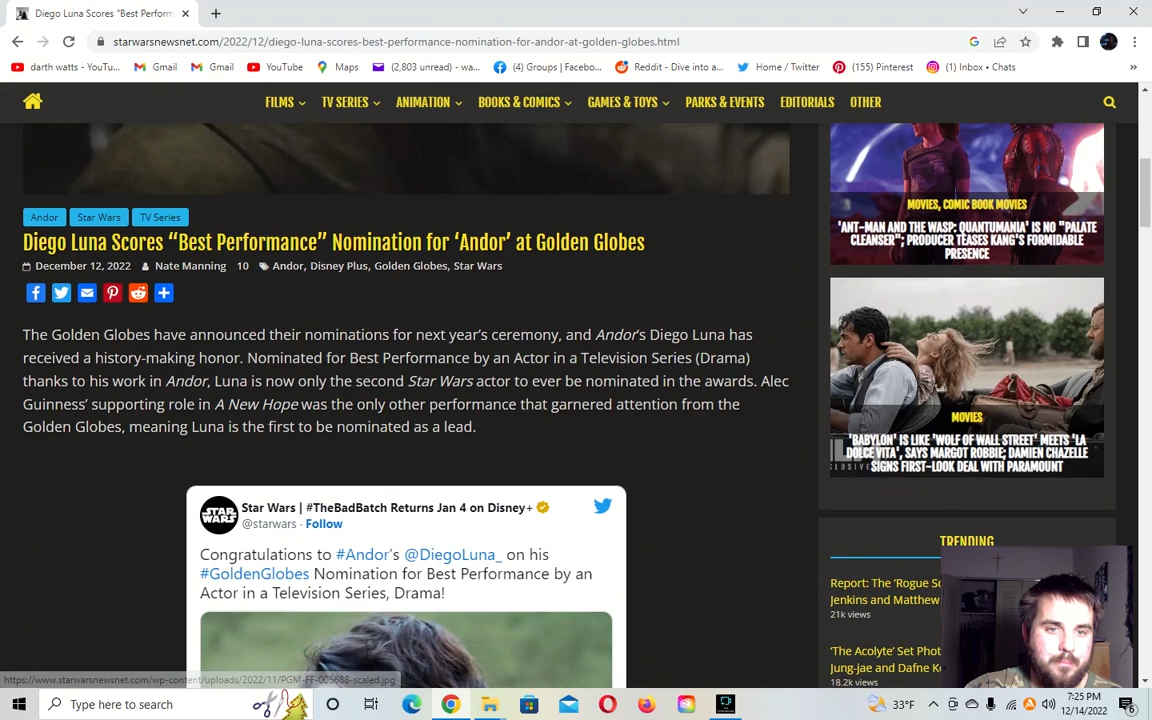 Diego Luna Scores "Best Perform
starwarsnewsnet.com/2022/12/diego-luna-scores-best-performance-nomination-for-andor-at-golden-globes.html
darth watts - YouTu...
Gmail
Gmail
YouTube
Maps
(2,803 unread) - wa...
(4) Groups | Facebo...
Reddit - Dive into a...
Home / Twitter
(155) Pinterest
(1) Inbox • Chats
»
FILMS
TV SERIES
ANIMATION
BOOKS & COMICS
GAMES & TOYS
PARKS & EVENTS
EDITORIALS
OTHER
Andor
Star Wars
TV Series
Diego Luna Scores “Best Performance” Nomination for ‘Andor’ at Golden Globes
December 12, 2022 Nate Manning 10 Andor, Disney Plus, Golden Globes, Star Wars
The Golden Globes have announced their nominations for next year’s ceremony, and Andor’s Diego Luna has
received a history-making honor. Nominated for Best Performance by an Actor in a Television Series (Drama)
thanks to his work in Andor, Luna is now only the second Star Wars actor to ever be nominated in the awards. Alec
Guinness’ supporting role in A New Hope was the only other performance that garnered attention from the
Golden Globes, meaning Luna is the first to be nominated as a lead.
STAR WARS
Star Wars | #TheBadBatch Returns Jan 4 on Disney+
@starwars · Follow
Congratulations to #Andor’s @DiegoLuna_ on his
#GoldenGlobes Nomination for Best Performance by an
Actor in a Television Series, Drama!
MOVIES, COMIC BOOK MOVIES
'ANT-MAN AND THE WASP: QUANTUMANIA' IS NO "PALATE
CLEANSER"; PRODUCER TEASES KANG'S FORMIDABLE
PRESENCE
MOVIES
'BABYLON' IS LIKE 'WOLF OF WALL STREET' MEETS 'LA
DOLCE VITA', SAYS MARGOT ROBBIE; DAMIEN CHAZELLE
SIGNS FIRST-LOOK DEAL WITH PARAMOUNT
TRENDING
Report: The ‘Rogue Sq
Jenkins and Matthew
21k views
‘The Acolyte’ Set Phot
Jung-jae and Dafne Ke
18.2k views
https://www.starwarsnewsnet.com/wp-content/uploads/2022/11/PGM-FF-005688-scaled.jpg
Type here to search
33°F
7:25 PM
12/14/2022
6